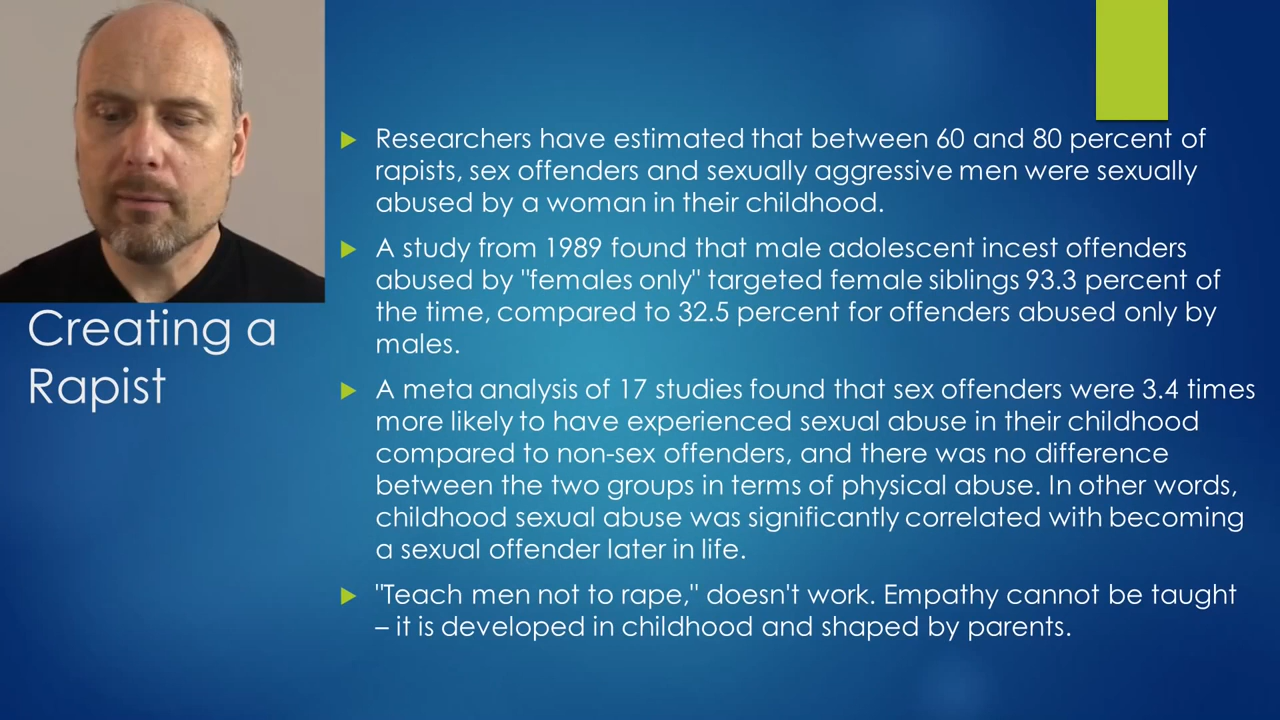 Creating a
Rapist
Researchers have estimated that between 60 and 80 percent of
rapists, sex offenders and sexually aggressive men were sexually
abused by a woman in their childhood.
A study from 1989 found that male adolescent incest offenders
abused by "females only" targeted female siblings 93.3 percent of
the time, compared to 32.5 percent for offenders abused only by
males.
A meta analysis of 17 studies found that sex offenders were 3.4 times
more likely to have experienced sexual abuse in their childhood
compared to non-sex offenders, and there was no difference
between the two groups in terms of physical abuse. In other words,
childhood sexual abuse was significantly correlated with becoming
a sexual offender later in life.
"Teach men not to rape," doesn't work. Empathy cannot be taught
– it is developed in childhood and shaped by parents.